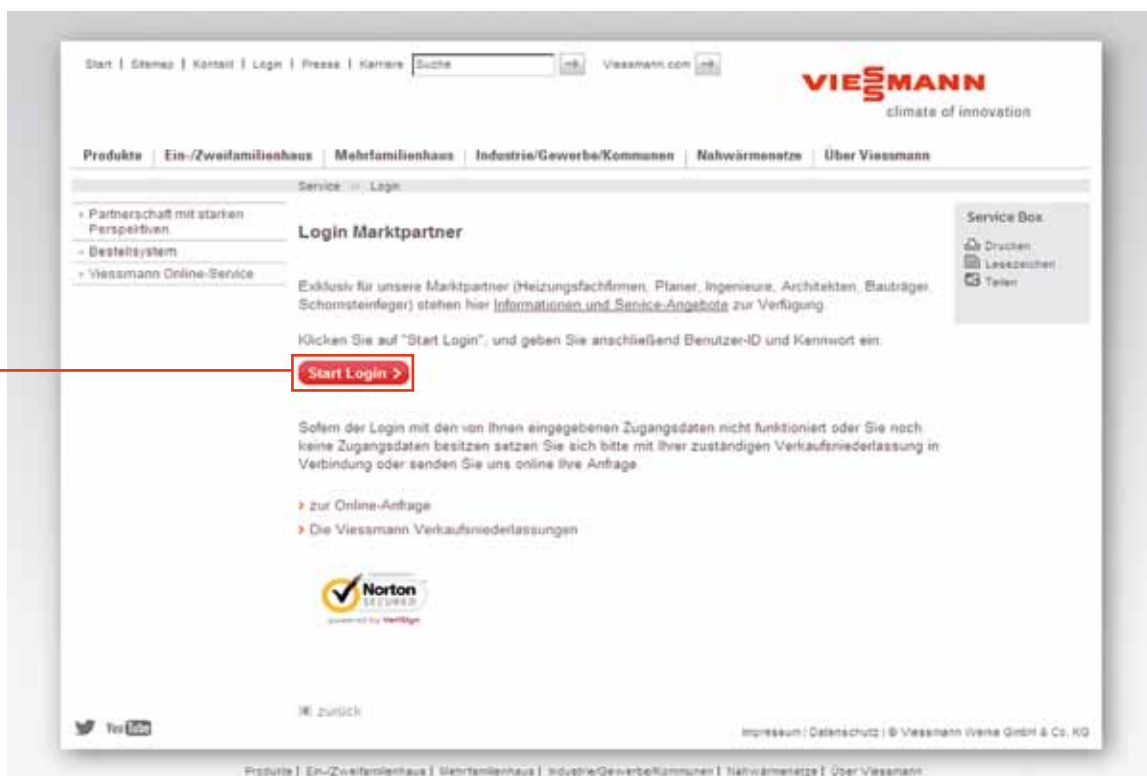 Start | Sitemap | Kontakt | Login | Presse | Karriere Suche Viessmann.com
VIESSMANN
climate of innovation
Produkte | Ein-/Zweifamilienhaus | Mehrfamilienhaus | Industrie/Gewerbe/Kommunen | Nahwärmenetze | Über Viessmann
Service » Login
Partnerschaft mit starken
Perspektiven
Bestellsystem
Viessmann Online-Service
Login Marktpartner
Exklusiv für unsere Marktpartner (Heizungsfachfirmen, Planer, Ingenieure, Architekten, Bauträger,
Schornsteinfeger) stehen hier Informationen und Service-Angebote zur Verfügung.
Klicken Sie auf "Start Login", und geben Sie anschließend Benutzer-ID und Kennwort ein.
Start Login >
Sofern der Login mit den von Ihnen eingegebenen Zugangsdaten nicht funktioniert oder Sie noch
keine Zugangsdaten besitzen setzen Sie sich bitte mit Ihrer zuständigen Verkaufsniederlassung in
Verbindung oder senden Sie uns online Ihre Anfrage.
zur Online-Anfrage
Die Viessmann Verkaufsniederlassungen
Norton
SECURED
powered by VeriSign
Service Box
Drucken
Lesezeichen
Teilen
zurück
YouTube
Impressum | Datenschutz | © Viessmann Werke GmbH & Co. KG
Produkte | Ein-/Zweifamilienhaus | Mehrfamilienhaus | Industrie/Gewerbe/Kommunen | Nahwärmenetze | Über Viessmann